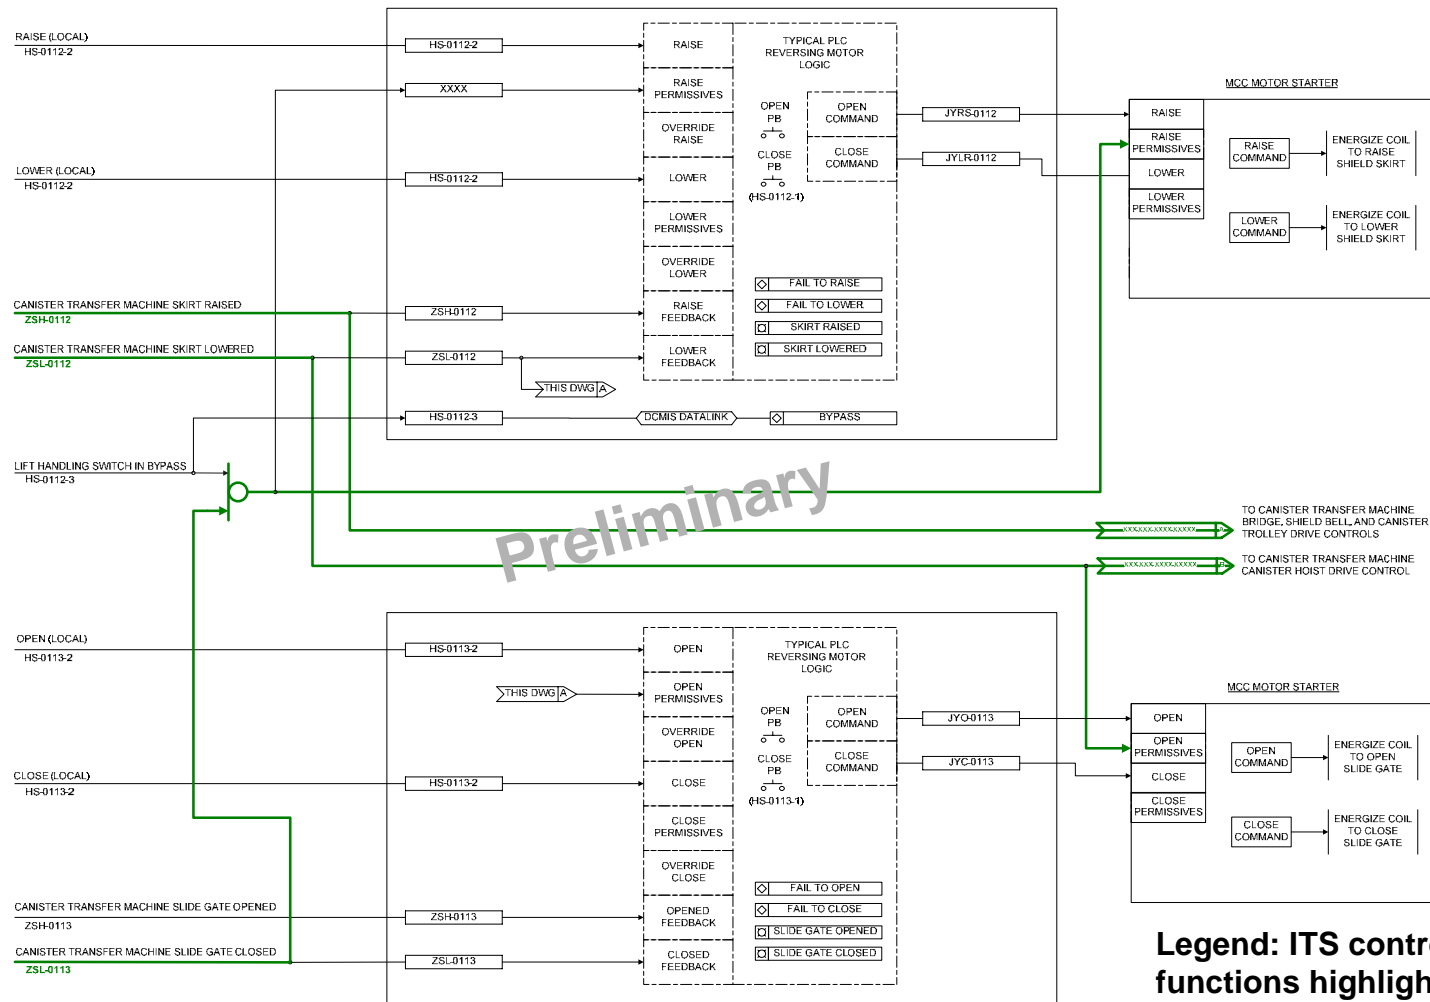 RAISE (LOCAL)
HS-0112-2
HS-0112-2
XXXX
LOWER (LOCAL)
HS-0112-2
HS-0112-2
CANISTER TRANSFER MACHINE SKIRT RAISED
ZSH-0112
ZSH-0112
CANISTER TRANSFER MACHINE SKIRT LOWERED
ZSL-0112
ZSL-0112
THIS DWG A
HS-0112-3
DCMIS DATALINK
BYPASS
LIFT HANDLING SWITCH IN BYPASS
HS-0112-3
RAISE
RAISE
PERMISSIVES
OVERRIDE
RAISE
LOWER
LOWER
PERMISSIVES
OVERRIDE
LOWER
RAISE
FEEDBACK
LOWER
FEEDBACK
TYPICAL PLC
REVERSING MOTOR
LOGIC
OPEN
PB
CLOSE
PB
(HS-0112-1)
OPEN
COMMAND
CLOSE
COMMAND
FAIL TO RAISE
FAIL TO LOWER
SKIRT RAISED
SKIRT LOWERED
JYRS-0112
JYLR-0112
MCC MOTOR STARTER
RAISE
RAISE
PERMISSIVES
LOWER
LOWER
PERMISSIVES
RAISE
COMMAND
ENERGIZE COIL
TO RAISE
SHIELD SKIRT
LOWER
COMMAND
ENERGIZE COIL
TO LOWER
SHIELD SKIRT
Preliminary
XXX-XXX-XXXX-XXXXX A
TO CANISTER TRANSFER MACHINE
BRIDGE, SHIELD BELL, AND CANISTER
TROLLEY DRIVE CONTROLS
XXX-XXX-XXXX-XXXXX B
TO CANISTER TRANSFER MACHINE
CANISTER HOIST DRIVE CONTROL
OPEN (LOCAL)
HS-0113-2
HS-0113-2
THIS DWG A
CLOSE (LOCAL)
HS-0113-2
HS-0113-2
CANISTER TRANSFER MACHINE SLIDE GATE OPENED
ZSH-0113
ZSH-0113
CANISTER TRANSFER MACHINE SLIDE GATE CLOSED
ZSL-0113
ZSL-0113
OPEN
OPEN
PERMISSIVES
OVERRIDE
OPEN
CLOSE
CLOSE
PERMISSIVES
OVERRIDE
CLOSE
OPENED
FEEDBACK
CLOSED
FEEDBACK
TYPICAL PLC
REVERSING MOTOR
LOGIC
OPEN
PB
CLOSE
PB
(HS-0113-1)
OPEN
COMMAND
CLOSE
COMMAND
FAIL TO OPEN
FAIL TO CLOSE
SLIDE GATE OPENED
SLIDE GATE CLOSED
JYO-0113
JYC-0113
MCC MOTOR STARTER
OPEN
OPEN
PERMISSIVES
CLOSE
CLOSE
PERMISSIVES
OPEN
COMMAND
ENERGIZE COIL
TO OPEN
SLIDE GATE
CLOSE
COMMAND
ENERGIZE COIL
TO CLOSE
SLIDE GATE
Legend: ITS contr
functions highligh